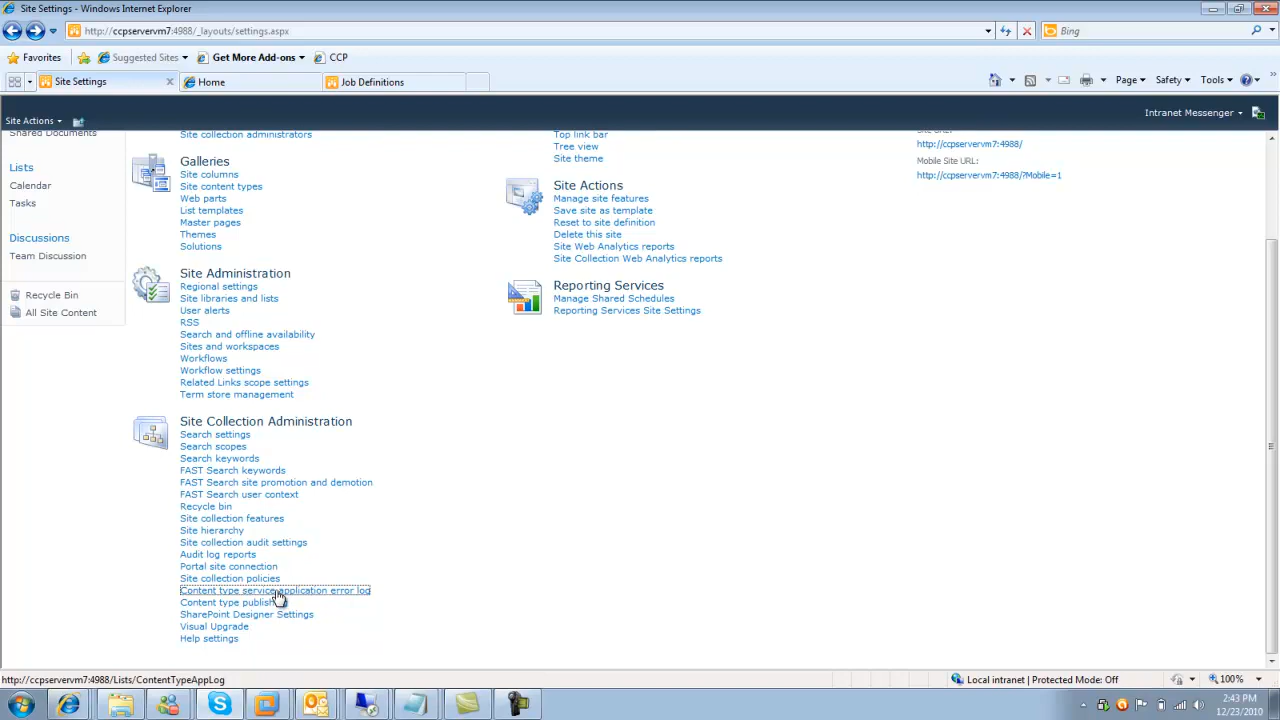 Site Settings - Windows Internet Explorer
http://ccpservervm7:4988/_layouts/settings.aspx
Bing
Favorites
Suggested Sites
Get More Add-ons
CCP
Site Settings
Home
Job Definitions
Page
Safety
Tools
Site Actions
Intranet Messenger
Shared Documents
Lists
Calendar
Tasks
Discussions
Team Discussion
Recycle Bin
All Site Content
Site collection administrators
Galleries
Site columns
Site content types
Web parts
List templates
Master pages
Themes
Solutions
Site Administration
Regional settings
Site libraries and lists
User alerts
RSS
Search and offline availability
Sites and workspaces
Workflows
Workflow settings
Related Links scope settings
Term store management
Site Collection Administration
Search settings
Search scopes
Search keywords
FAST Search keywords
FAST Search site promotion and demotion
FAST Search user context
Recycle bin
Site collection features
Site hierarchy
Site collection audit settings
Audit log reports
Portal site connection
Site collection policies
Content type service application error log
Content type publish
SharePoint Designer Settings
Visual Upgrade
Help settings
Top link bar
Tree view
Site theme
Site Actions
Manage site features
Save site as template
Reset to site definition
Delete this site
Site Web Analytics reports
Site Collection Web Analytics reports
Reporting Services
Manage Shared Schedules
Reporting Services Site Settings
http://ccpservervm7:4988/
Mobile Site URL:
http://ccpservervm7:4988/?Mobile=1
http://ccpservervm7:4988/Lists/ContentTypeAppLog
Local intranet | Protected Mode: Off
100%
2:43 PM
12/23/2010